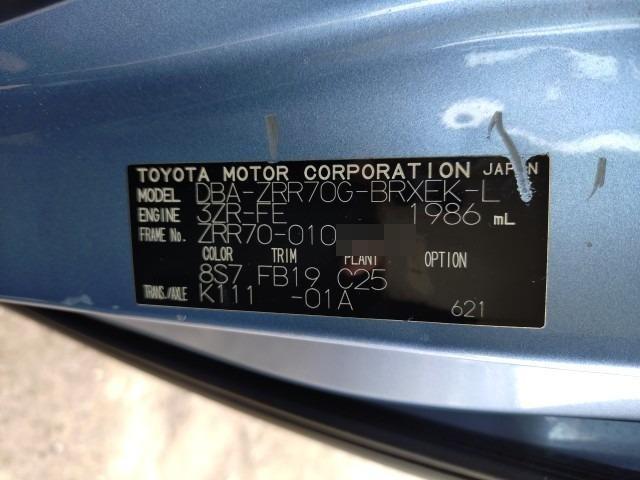 TOYOTA MOTOR CORPORATION JAPAN
MODEL DBA-ZRR70G-BRXEK-L
ENGINE 3ZR-FE 1986 mL
FRAME No. ZRR70-010
COLOR TRIM PLANT OPTION
8S7 FB19 C25
TRANS./AXLE K111 -01A 621